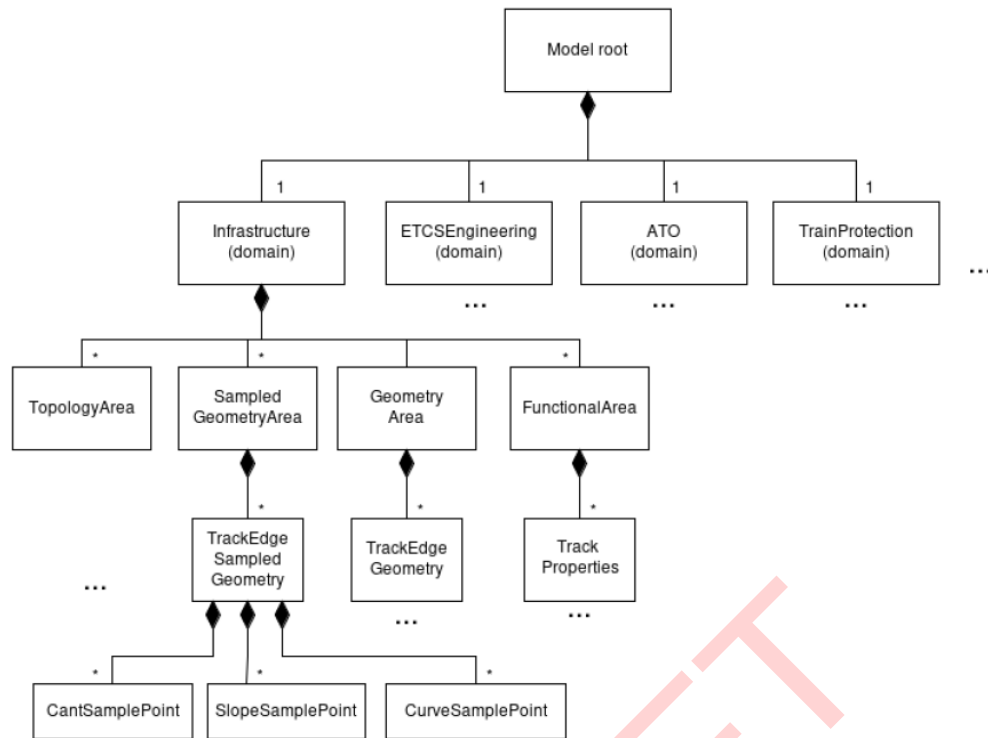 Model root
1
1
1
1
Infrastructure
(domain)
ETCSEngineering
(domain)
ATO
(domain)
TrainProtection
(domain)
...
...
...
...
*
*
*
TopologyArea
Sampled
GeometryArea
Geometry
Area
FunctionalArea
*
*
*
TrackEdge
Sampled
Geometry
TrackEdge
Geometry
Track
Properties
...
...
...
*
*
*
CantSamplePoint
SlopeSamplePoint
CurveSamplePoint